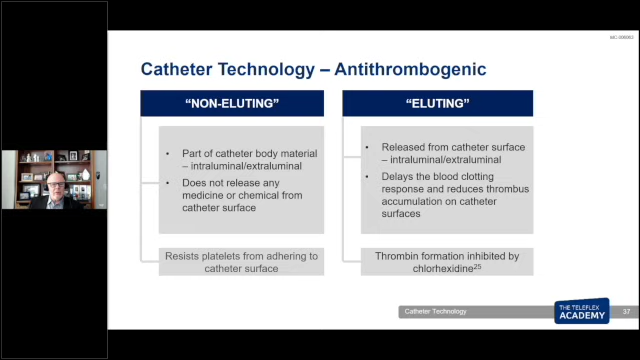 Catheter Technology – Antithrombogenic
“NON-ELUTING”
• Part of catheter body material
– intraluminal/extraluminal
• Does not release any
medicine or chemical from
catheter surface
Resists platelets from adhering to
catheter surface
“ELUTING”
• Released from catheter surface
– intraluminal/extraluminal
• Delays the blood clotting
response and reduces thrombus
accumulation on catheter
surfaces
Thrombin formation inhibited by
chlorhexidine25
Catheter Technology
THE TELEFLEX
ACADEMY
37